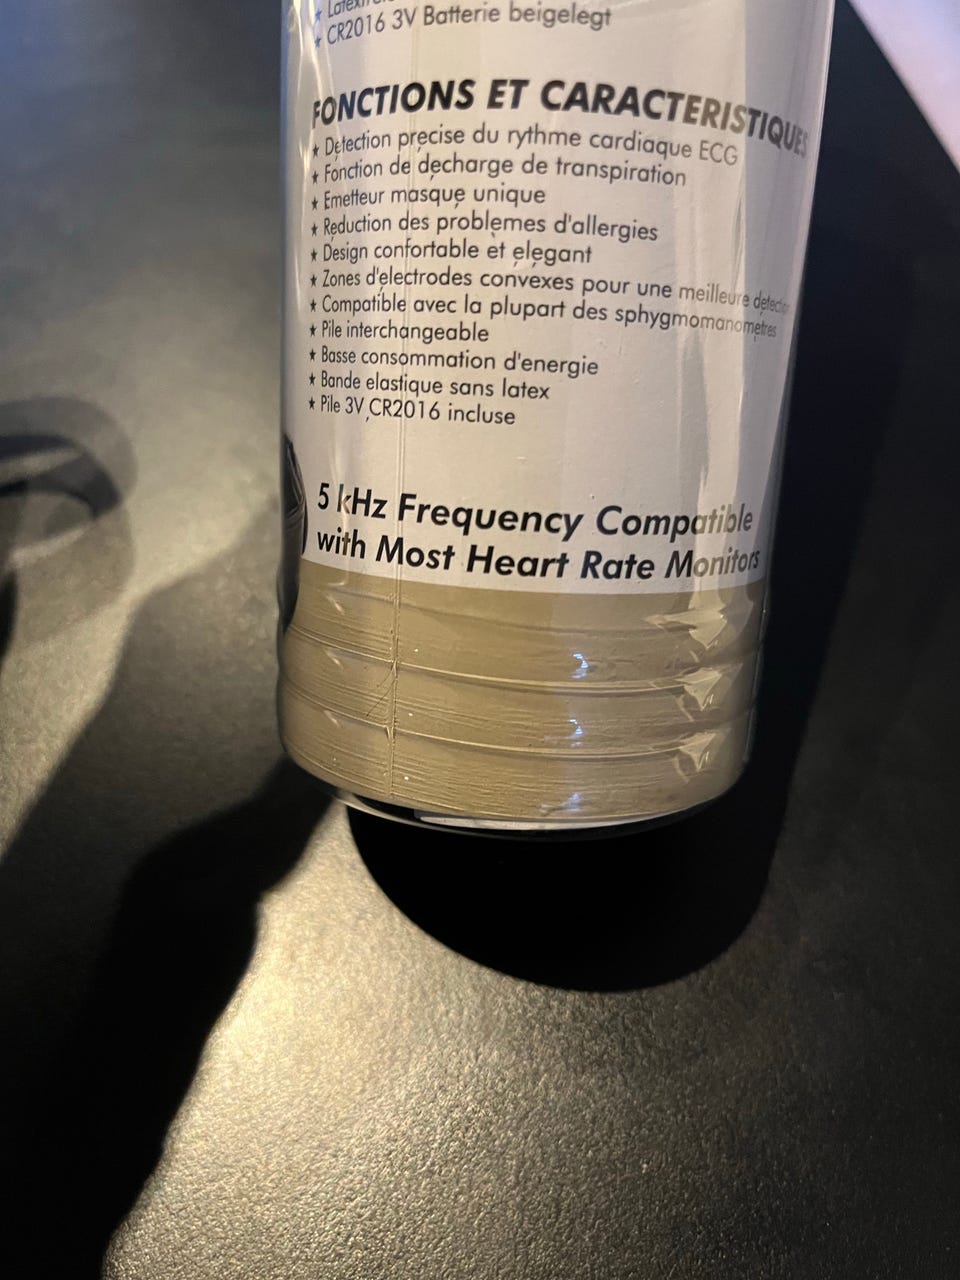 ★ Latexfreies
★ CR2016 3V Batterie beigelegt
FONCTIONS ET CARACTERISTIQUES
★ Detection precise du rythme cardiaque ECG
★ Fonction de decharge de transpiration
★ Emetteur masque unique
★ Reduction des problemes d'allergies
★ Design confortable et elegant
★ Zones d'electrodes convexes pour une meilleure detection
★ Compatible avec la plupart des sphygmomanometres
★ Pile interchangeable
★ Basse consommation d'energie
★ Bande elastique sans latex
★ Pile 3V,CR2016 incluse
5 kHz Frequency Compatible
with Most Heart Rate Monitors